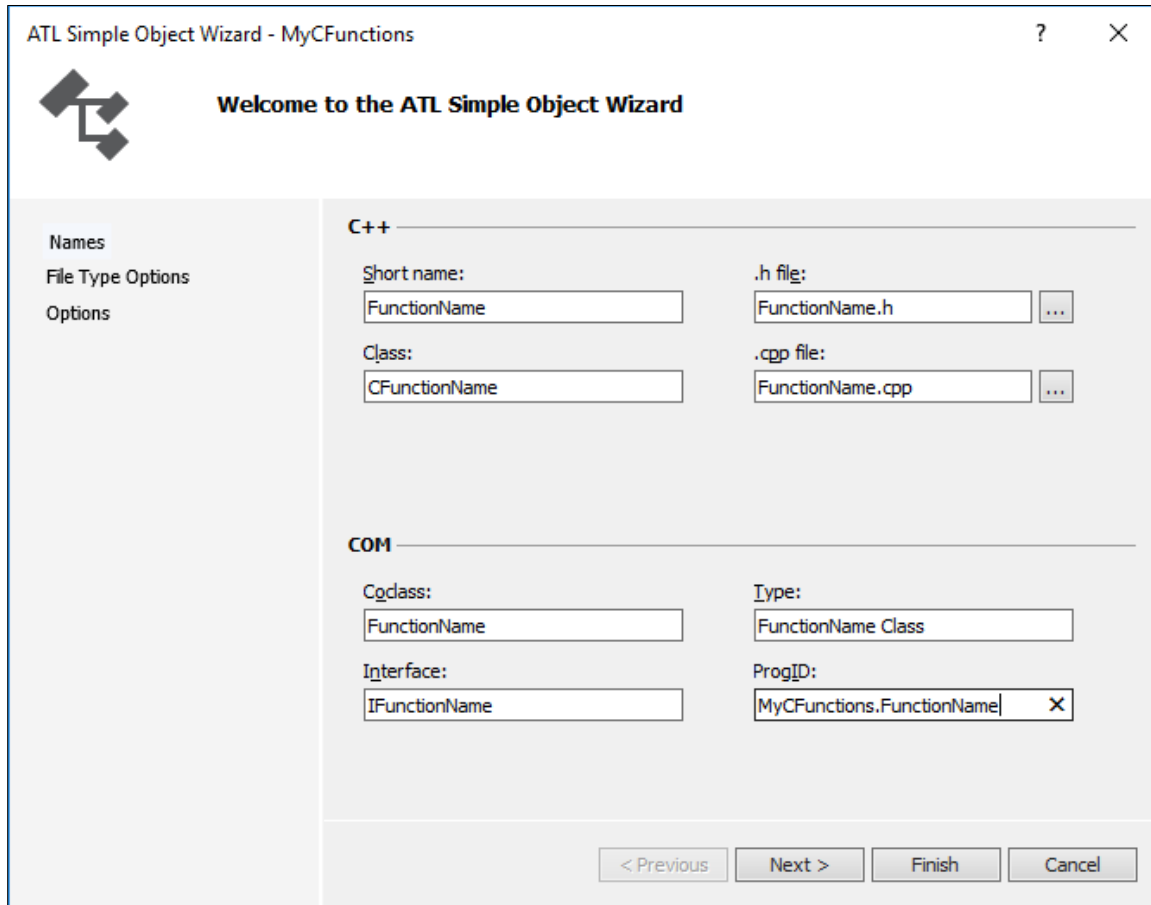 ATL Simple Object Wizard - MyCFunctions
?
Welcome to the ATL Simple Object Wizard
Names
File Type Options
Options
C++
Short name:
.h file:
FunctionName
FunctionName.h
...
Class:
.cpp file:
CFunctionName
FunctionName.cpp
...
COM
Coclass:
Type:
FunctionName
FunctionName Class
Interface:
ProgID:
IFunctionName
MyCFunctions.FunctionName
< Previous
Next >
Finish
Cancel